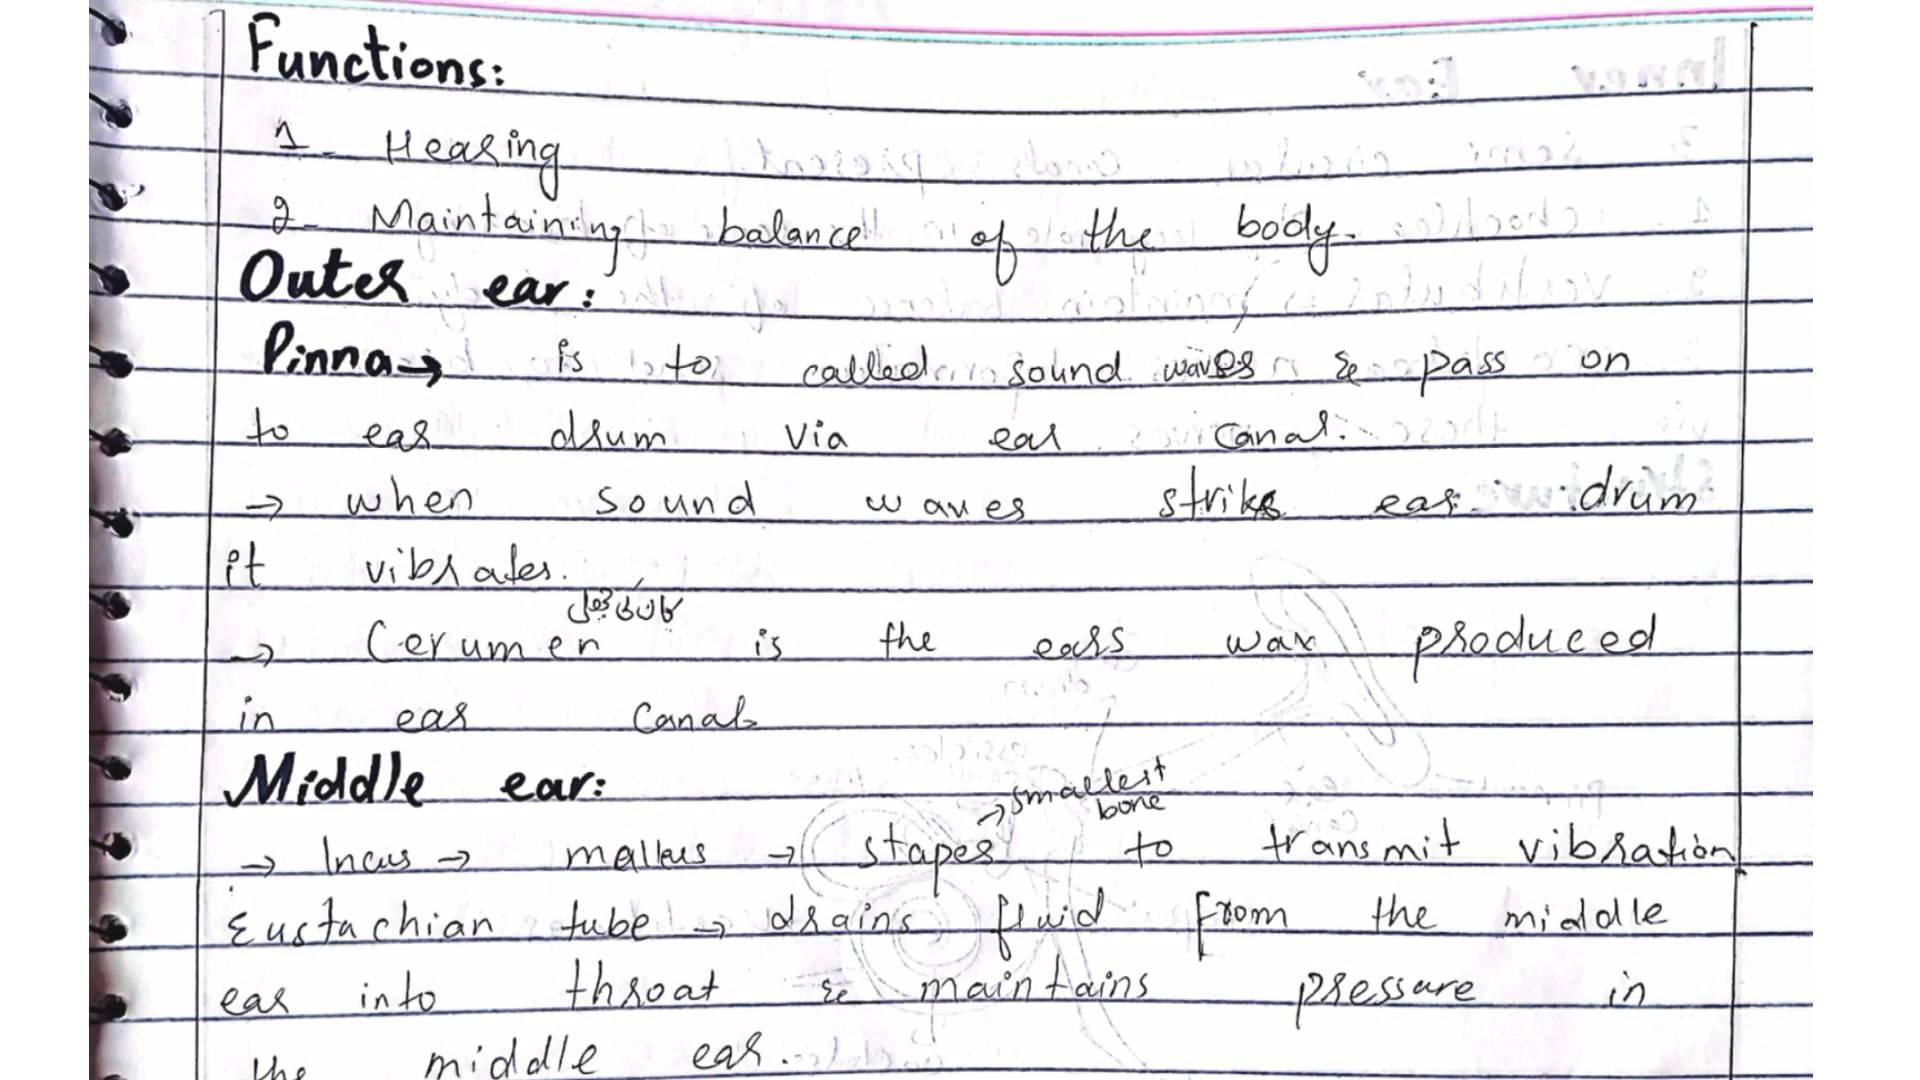 Functions:
1- Hearing
2- Maintaining balance of the body.
Outer ear:
Pinna→ is to called sound waves & pass on
to ear drum via ear canal.
→ when sound waves strike ear drum
it vibrates.
کان کی میل
→ Cerumen is the ears wax produced
in ear canal
Middle ear:
→ smallest
bone
→ Incus → malleus → stapes to transmit vibration
Eustachian tube → drains fluid from the middle
ear into throat & maintains pressure in
the middle ear.